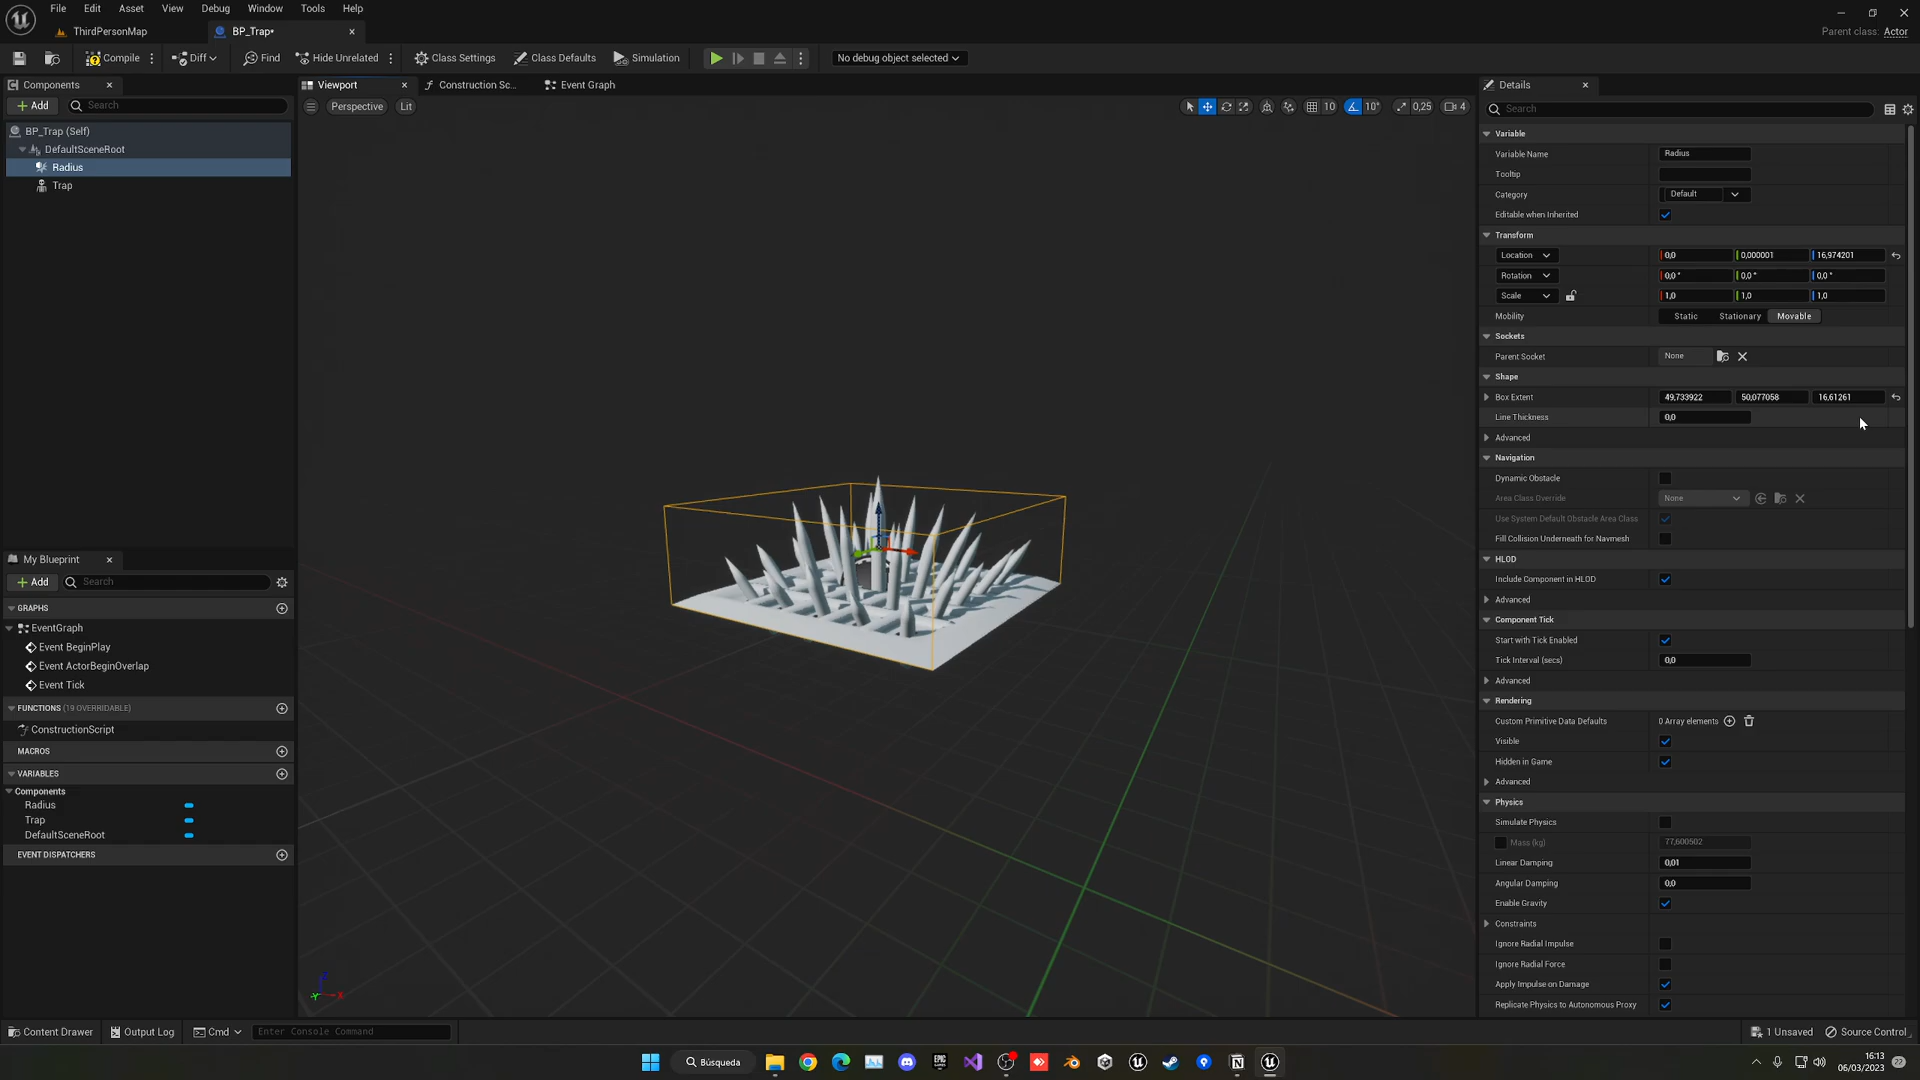 File Edit Asset View Debug Window Tools Help
ThirdPersonMap
BP_Trap*
Parent class: Actor
Compile
Diff
Find
Hide Unrelated
Class Settings
Class Defaults
Simulation
No debug object selected
Components
Add
Search
BP_Trap (Self)
DefaultSceneRoot
Radius
Trap
Viewport
Construction Sc...
Event Graph
Perspective
Lit
10
10°
0,25
4
My Blueprint
Add
Search
GRAPHS
EventGraph
Event BeginPlay
Event ActorBeginOverlap
Event Tick
FUNCTIONS (19 OVERRIDABLE)
ConstructionScript
MACROS
VARIABLES
Components
Radius
Trap
DefaultSceneRoot
EVENT DISPATCHERS
Z
Y
X
Details
Search
Variable
Variable Name Radius
Tooltip
Category Default
Editable when Inherited
Transform
Location 0,0 0,000001 16,974201
Rotation 0,0 ° 0,0 ° 0,0 °
Scale 1,0 1,0 1,0
Mobility Static Stationary Movable
Sockets
Parent Socket None
Shape
Box Extent 49,733922 50,077058 16,61261
Line Thickness 0,0
Advanced
Navigation
Dynamic Obstacle
Area Class Override None
Use System Default Obstacle Area Class
Fill Collision Underneath for Navmesh
HLOD
Include Component in HLOD
Advanced
Component Tick
Start with Tick Enabled
Tick Interval (secs) 0,0
Advanced
Rendering
Custom Primitive Data Defaults 0 Array elements
Visible
Hidden in Game
Advanced
Physics
Simulate Physics
Mass (kg) 77,600502
Linear Damping 0,01
Angular Damping 0,0
Enable Gravity
Constraints
Ignore Radial Impulse
Ignore Radial Force
Apply Impulse on Damage
Replicate Physics to Autonomous Proxy
Content Drawer
Output Log
Cmd
Enter Console Command
1 Unsaved
Source Control
Búsqueda
16:13
06/03/2023
22